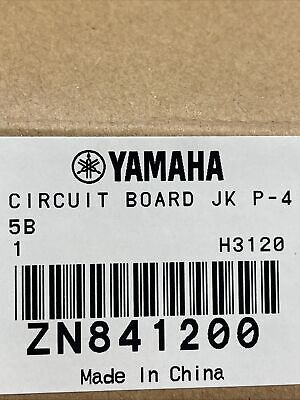 YAMAHA
CIRCUIT BOARD JK P-4
5B
1 H3120
ZN841200
Made In China